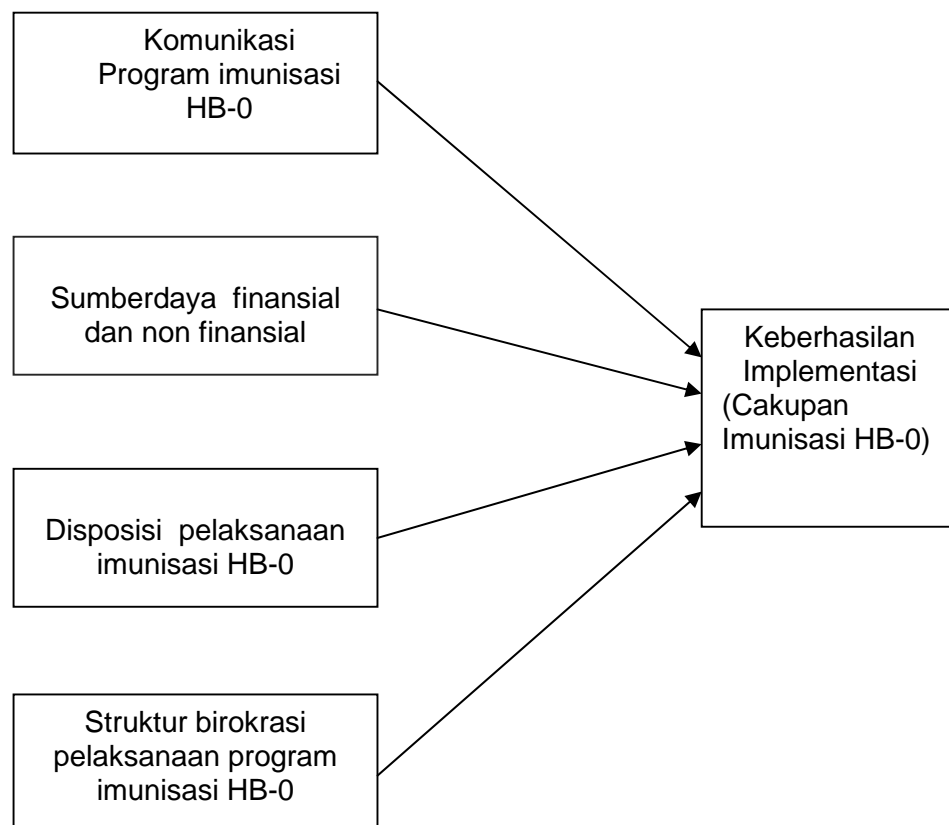 Komunikasi
Program imunisasi
HB-0
Sumberdaya finansial
dan non finansial
Disposisi pelaksanaan
imunisasi HB-0
Struktur birokrasi
pelaksanaan program
imunisasi HB-0
Keberhasilan
Implementasi
(Cakupan
Imunisasi HB-0)